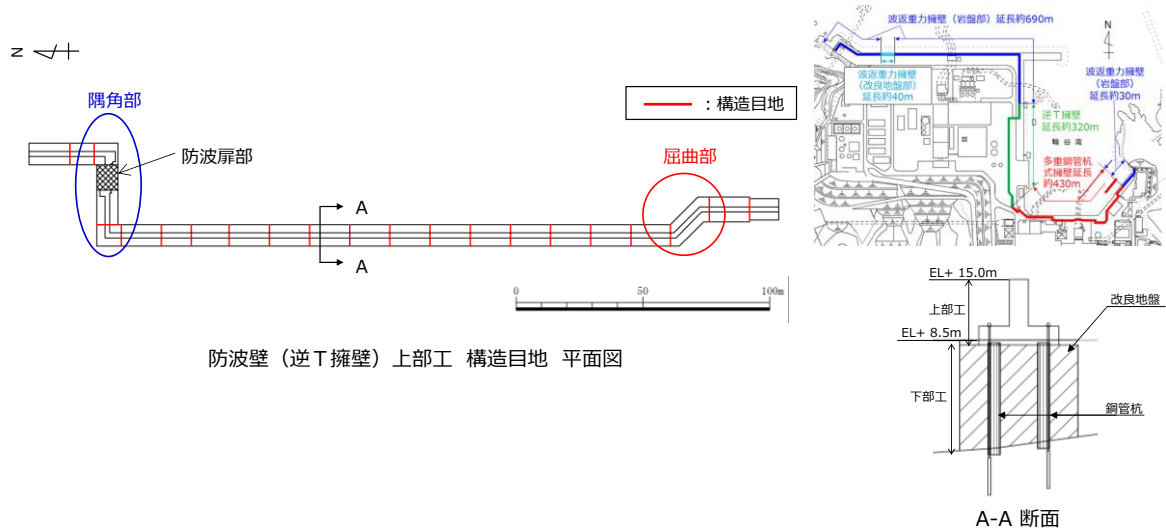 N
隅角部
防波扉部
A
A
：構造目地
屈曲部
0
50
100m
防波壁（逆Ｔ擁壁）上部工 構造目地 平面図
波返重力擁壁（岩盤部）延長約690m
N
波返重力擁壁
（改良地盤部）
延長約40m
波返重力擁壁
（岩盤部）
延長約30m
逆Ｔ擁壁
延長約320m
輪谷湾
多重鋼管杭
式擁壁延長
約430m
EL+ 15.0m
上部工
改良地盤
EL+ 8.5m
下部工
鋼管杭
A-A 断面